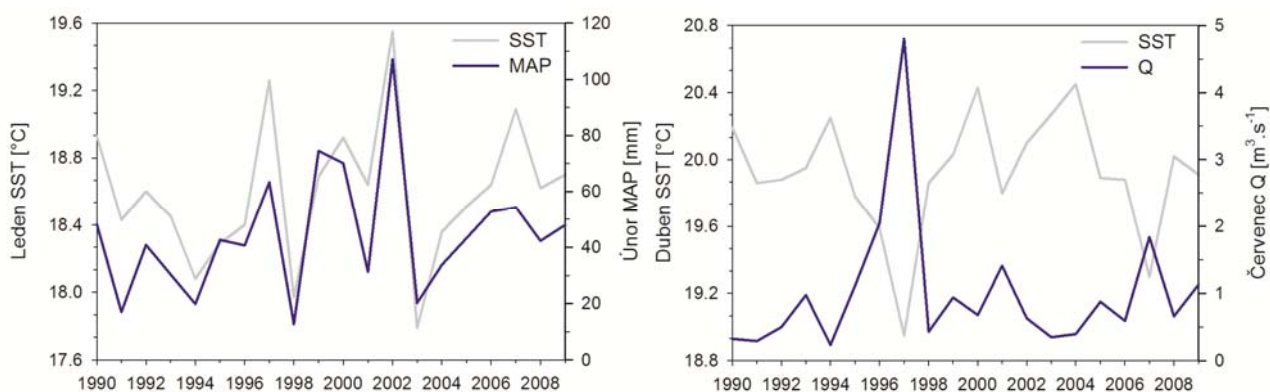 19.6
19.2
18.8
18.4
18.0
17.6
Leden SST [°C]
SST
MAP
120
100
80
60
40
20
0
Únor MAP [mm]
1990 1992 1994 1996 1998 2000 2002 2004 2006 2008
20.8
20.4
20.0
19.6
19.2
18.8
Duben SST [°C]
SST
Q
5
4
3
2
1
0
Červenec Q [m³.s⁻¹]
1990 1992 1994 1996 1998 2000 2002 2004 2006 2008